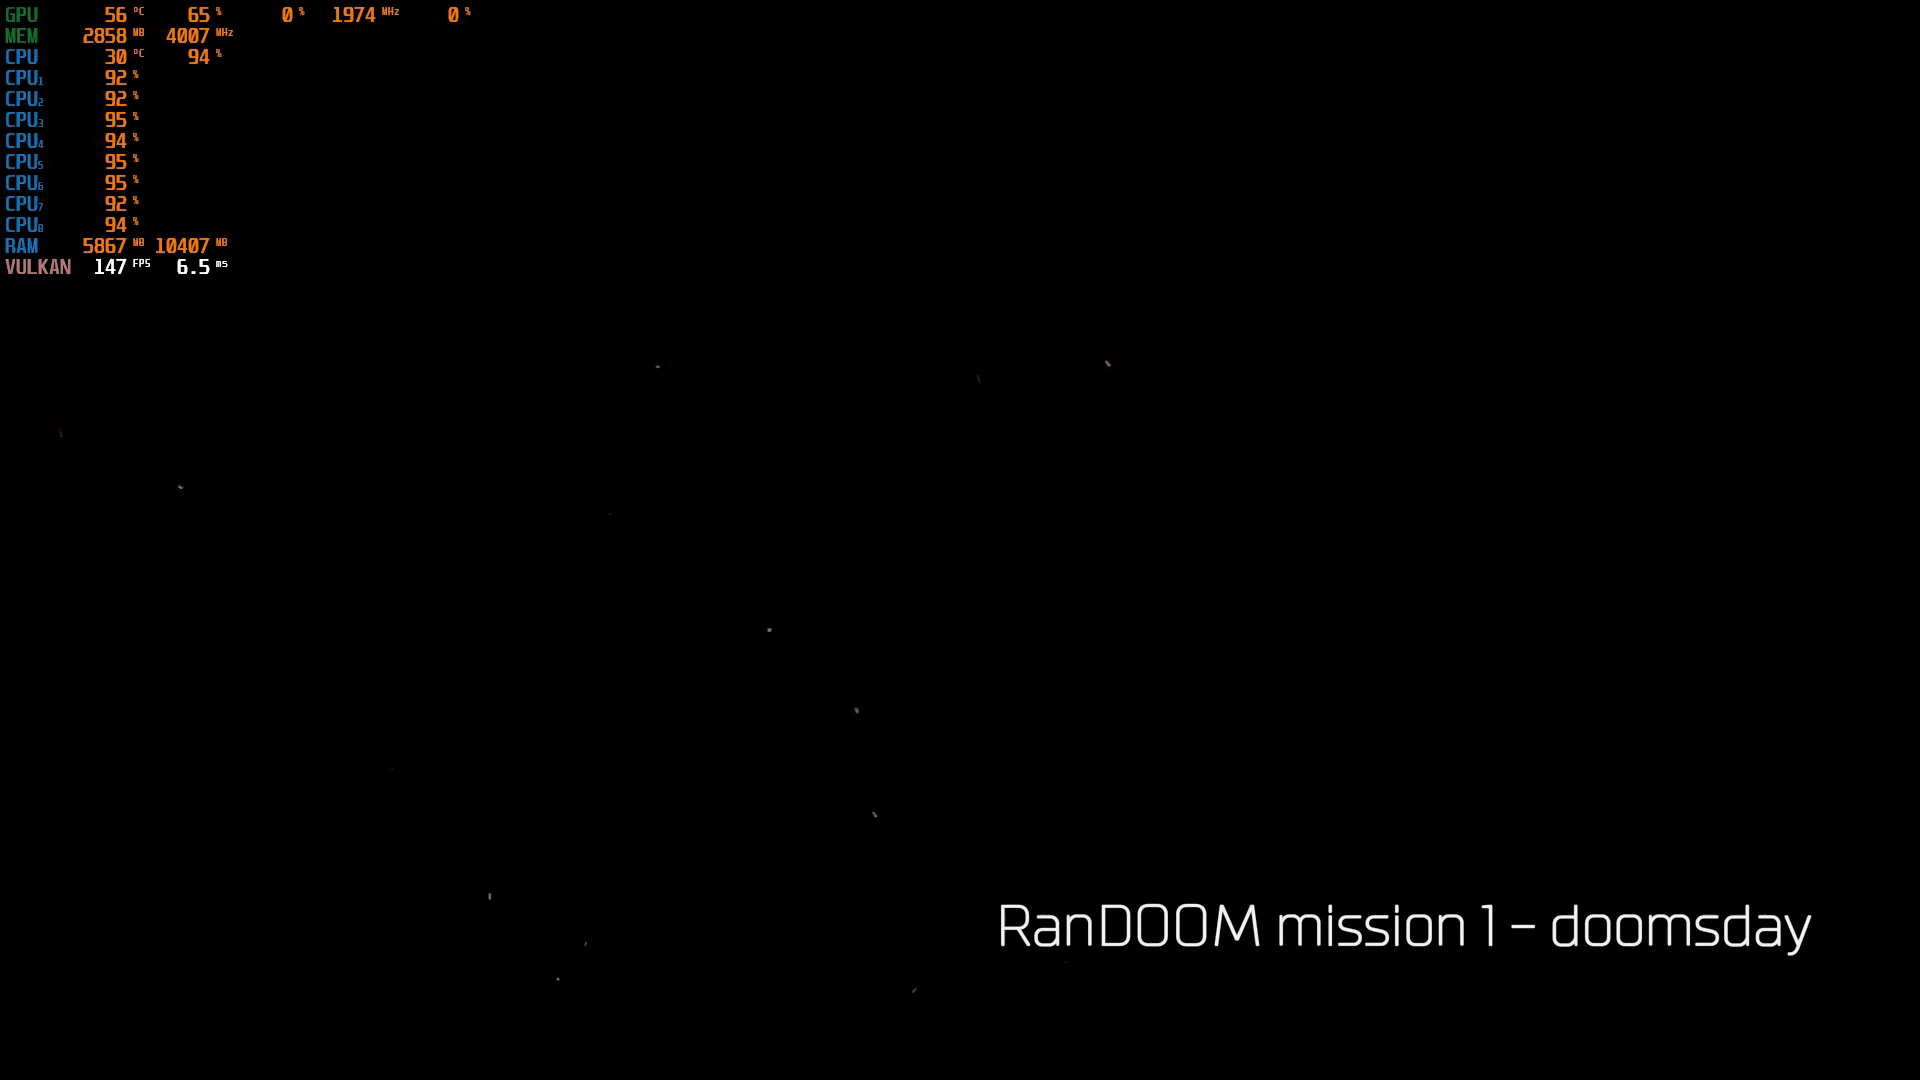 GPU 56 °C 65 % 0 % 1974 MHz 0 %
MEM 2858 MB 4007 MHz
CPU 30 °C 94 %
CPU1 92 %
CPU2 92 %
CPU3 95 %
CPU4 94 %
CPU5 95 %
CPU6 95 %
CPU7 92 %
CPU8 94 %
RAM 5867 MB 10407 MB
VULKAN 147 FPS 6.5 ms
RanDOOM mission 1 – doomsday